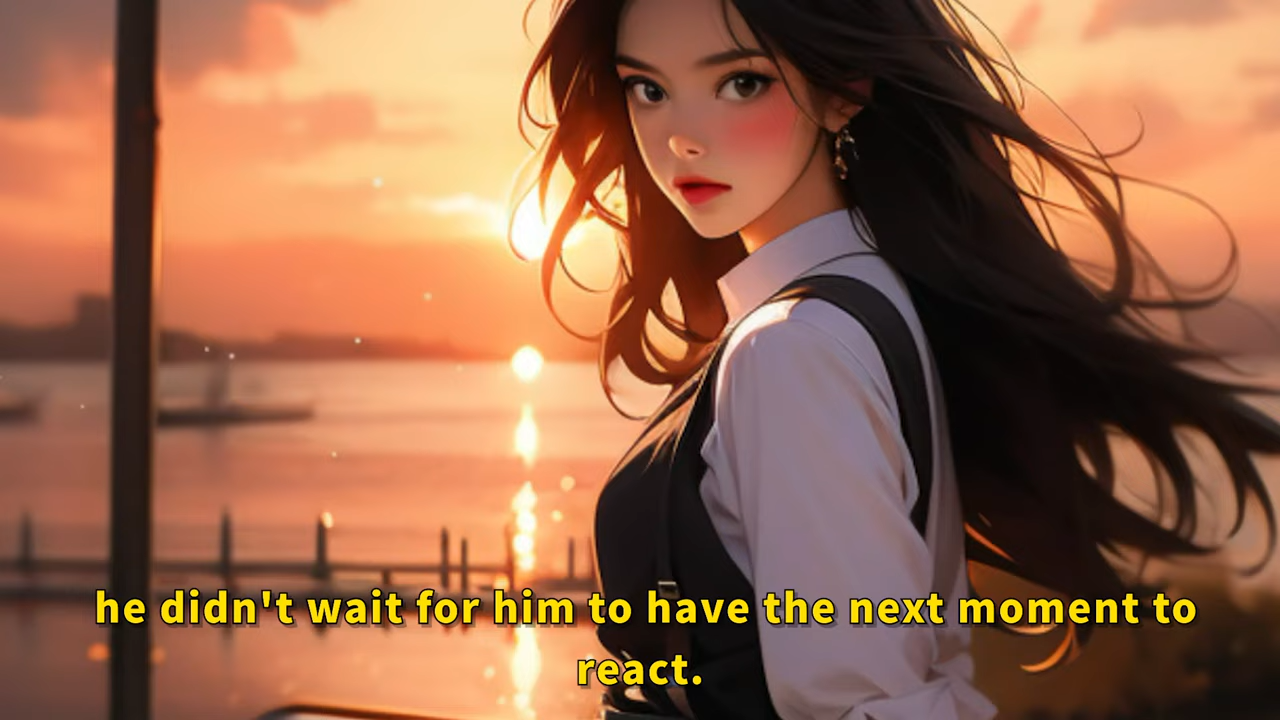 he didn't wait for him to have the next moment to
react.